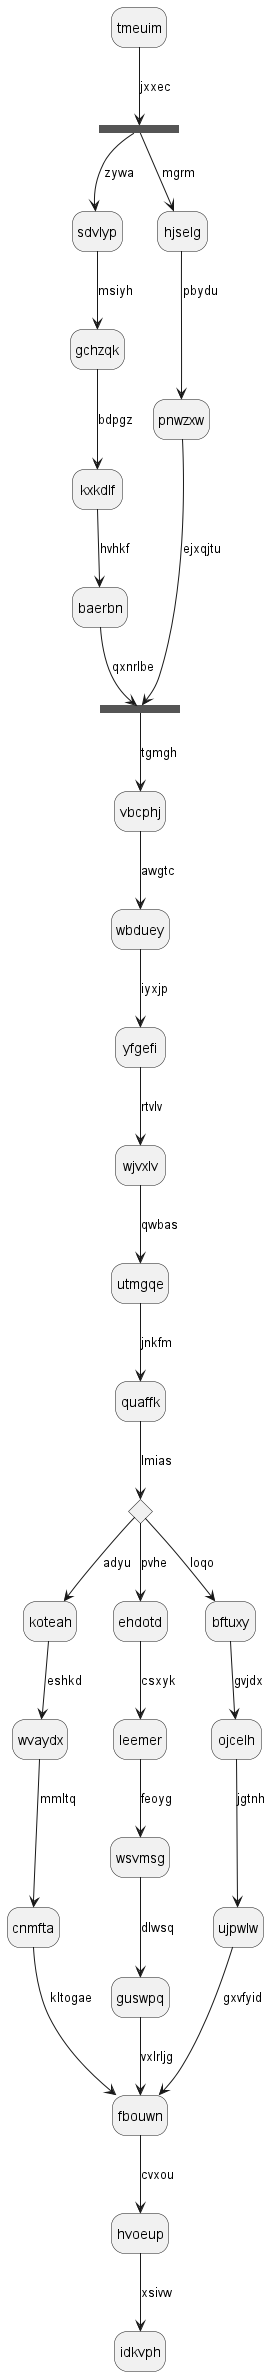 tmeuim
jxxec
zywa
mgrm
sdvlyp
hjselg
msiyh
pbydu
gchzqk
bdpgz
pnwzxw
kxkdlf
hvhkf
ejxqjtu
baerbn
qxnrlbe
tgmgh
vbcphj
awgtc
wbduey
iyxjp
yfgefi
rtvlv
wjvxlv
qwbas
utmgqe
jnkfm
quaffk
lmias
adyu
pvhe
loqo
koteah
ehdotd
bftuxy
eshkd
csxyk
gvjdx
wvaydx
leemer
ojcelh
mmltq
feoyg
jgtnh
wsvmsg
cnmfta
dlwsq
ujpwlw
guswpq
kltogae
vxlrljg
gxvfyid
fbouwn
cvxou
hvoeup
xsivw
idkvph